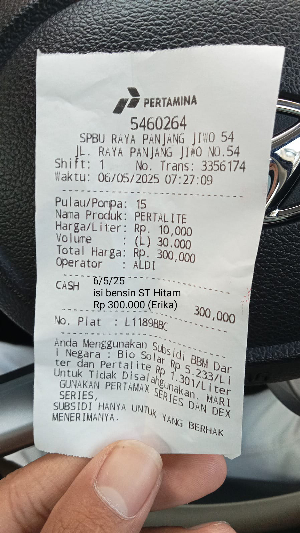 PERTAMINA
5460264
SPBU RAYA PANJANG JIWO 54
JL. RAYA PANJANG JIWO NO.54
Shift: 1 No. Trans: 3356174
Waktu: 06/05/2025 07:27:09
Pulau/Pompa: 15
Nama Produk: PERTALITE
Harga/Liter: Rp. 10,000
Volume : (L) 30.000
Total Harga: Rp. 300,000
Operator : ALDI
CASH 300,000
6/5/25
isi bensin ST Hitam
Rp 300.000 (Erika)
No. Plat : L1189BBC
Anda Menggunakan Subsidi BBM Dar
i Negara : Bio Solar Rp 5.233/Li
ter dan Pertalite Rp 1.301/Liter
Untuk Tidak Disalahgunakan. MARI
GUNAKAN PERTAMAX SERIES DAN DEX
SERIES,
SUBSIDI HANYA UNTUK YANG BERHAK
MENERIMANYA.